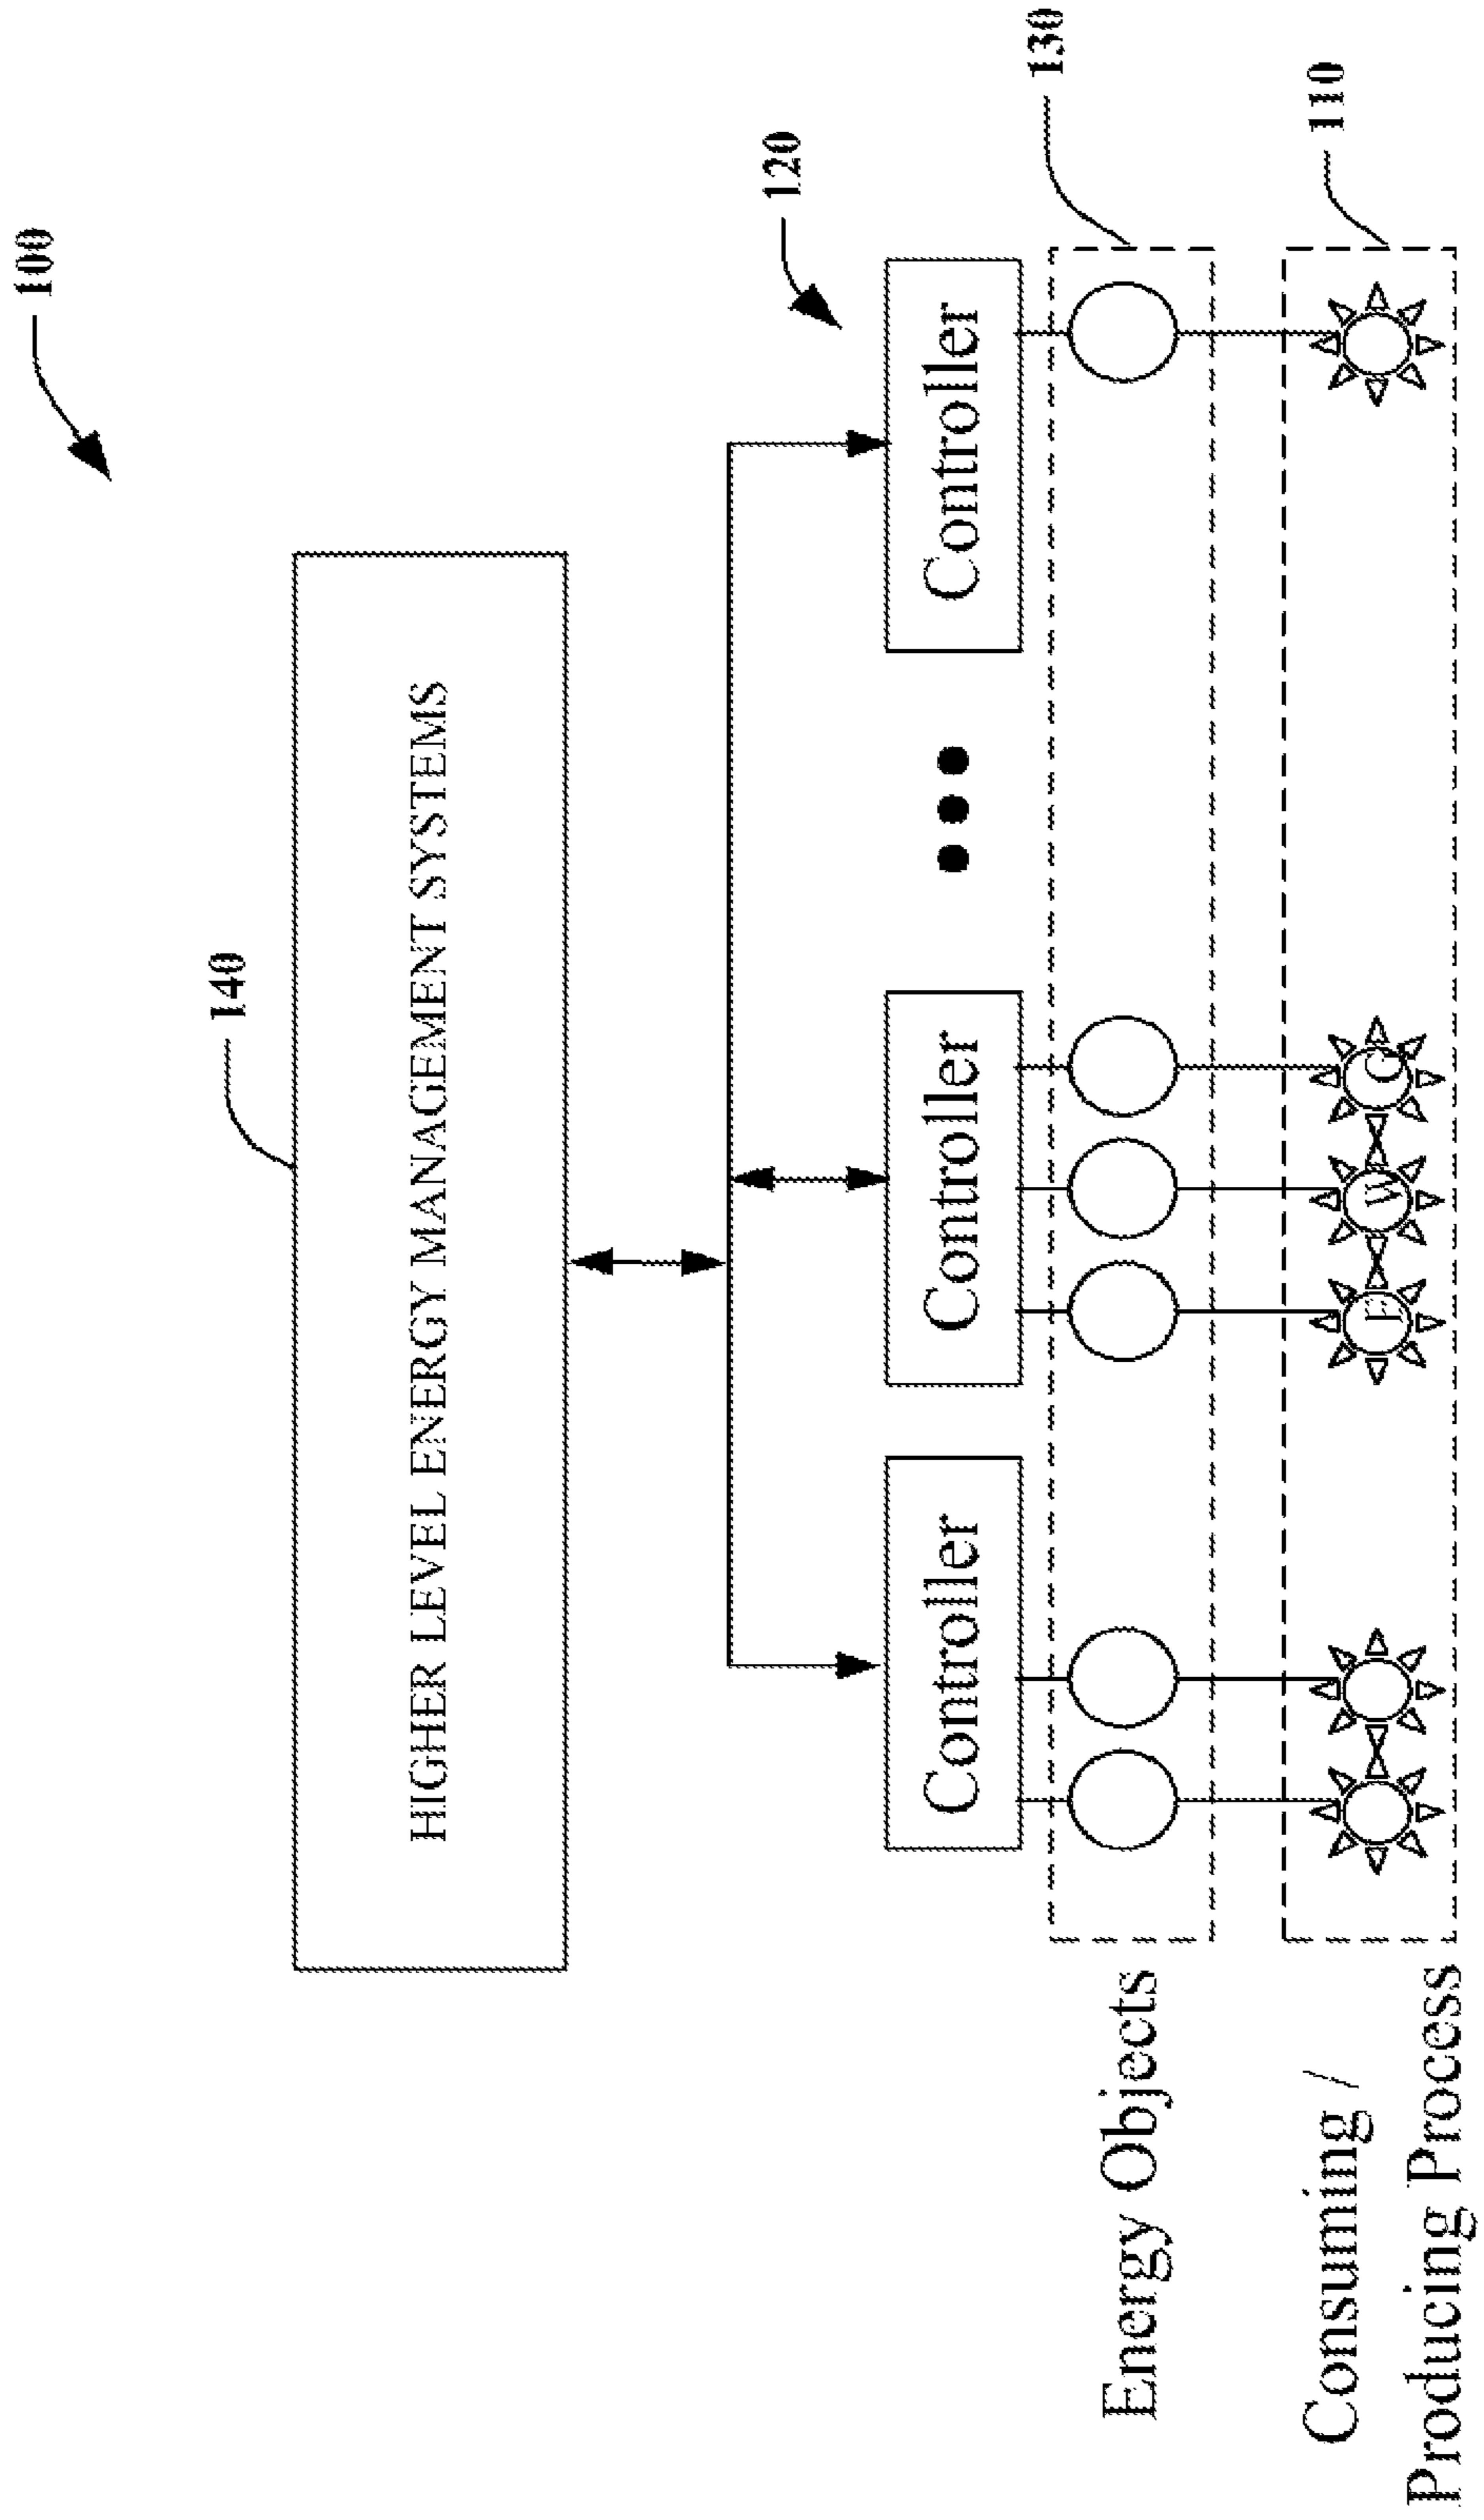 100
140
HIGHER LEVEL ENERGY MANAGEMENT SYSTEMS
120
Controller
Controller
Controller
130
Energy Objects
110
E
W
G
Consuming /
Producing Process